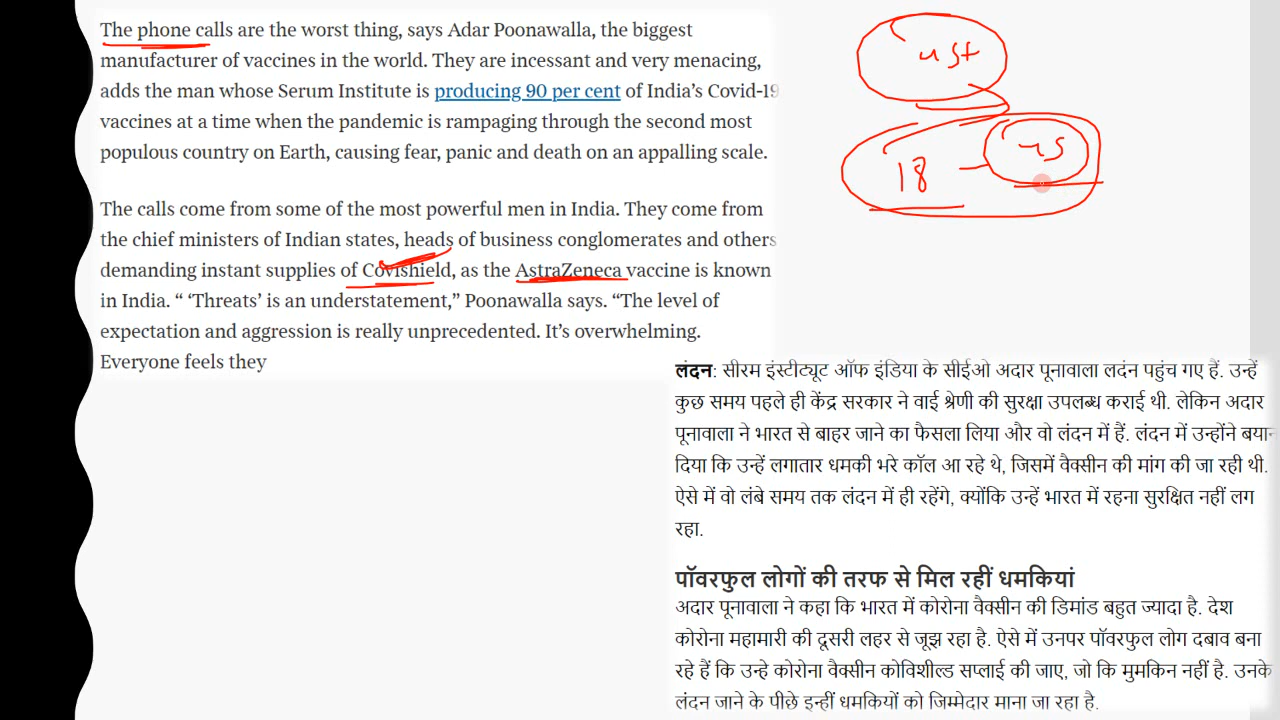 The phone calls are the worst thing, says Adar Poonawalla, the biggest
manufacturer of vaccines in the world. They are incessant and very menacing,
adds the man whose Serum Institute is producing 90 per cent of India’s Covid-19
vaccines at a time when the pandemic is rampaging through the second most
populous country on Earth, causing fear, panic and death on an appalling scale.
The calls come from some of the most powerful men in India. They come from
the chief ministers of Indian states, heads of business conglomerates and others
demanding instant supplies of Covishield, as the AstraZeneca vaccine is known
in India. “ ‘Threats’ is an understatement,” Poonawalla says. “The level of
expectation and aggression is really unprecedented. It’s overwhelming.
Everyone feels they
18
लंदन: सीरम इंस्टीट्यूट ऑफ इंडिया के सीईओ अदार पूनावाला लदंन पहुंच गए हैं. उन्हें
कुछ समय पहले ही केंद्र सरकार ने वाई श्रेणी की सुरक्षा उपलब्ध कराई थी. लेकिन अदार
पूनावाला ने भारत से बाहर जाने का फैसला लिया और वो लंदन में हैं. लंदन में उन्होंने बयान
दिया कि उन्हें लगातार धमकी भरे कॉल आ रहे थे, जिसमें वैक्सीन की मांग की जा रही थी.
ऐसे में वो लंबे समय तक लंदन में ही रहेंगे, क्योंकि उन्हें भारत में रहना सुरक्षित नहीं लग
रहा.
पॉवरफुल लोगों की तरफ से मिल रहीं धमकियां
अदार पूनावाला ने कहा कि भारत में कोरोना वैक्सीन की डिमांड बहुत ज्यादा है. देश
कोरोना महामारी की दूसरी लहर से जूझ रहा है. ऐसे में उनपर पॉवरफुल लोग दबाव बना
रहे हैं कि उन्हे कोरोना वैक्सीन कोविशील्ड सप्लाई की जाए, जो कि मुमकिन नहीं है. उनके
लंदन जाने के पीछे इन्हीं धमकियों को जिम्मेदार माना जा रहा है.